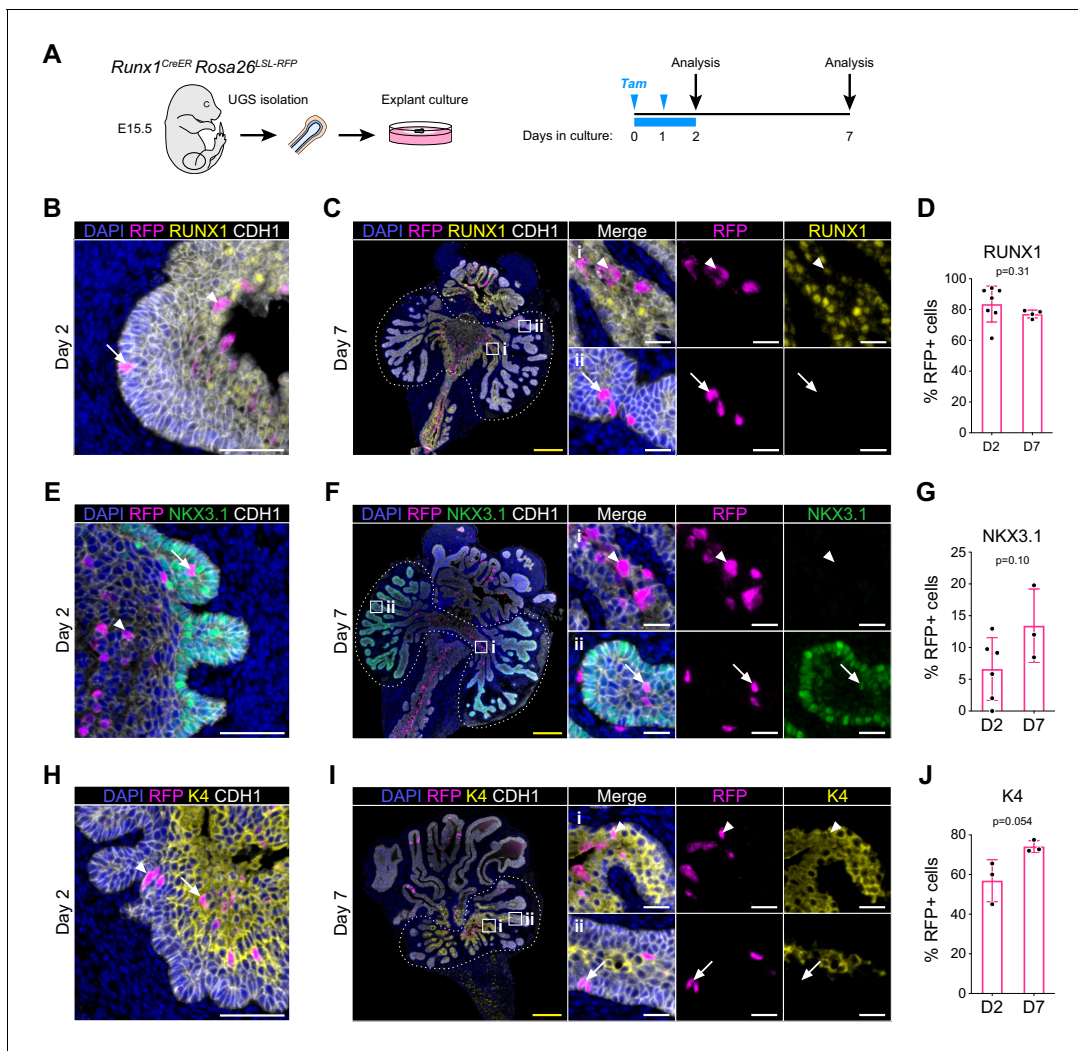 A
Runx1CreER Rosa26LSL-RFP
E15.5
UGS isolation
Explant culture
Tam
Analysis
Analysis
Days in culture:
0 1 2 7
B
DAPI RFP RUNX1 CDH1
Day 2
C
DAPI RFP RUNX1 CDH1
Merge
RFP
RUNX1
Day 7
i
ii
i
ii
D
RUNX1
p=0.31
% RFP+ cells
100
80
60
40
20
0
D2 D7
E
DAPI RFP NKX3.1 CDH1
Day 2
F
DAPI RFP NKX3.1 CDH1
Merge
RFP
NKX3.1
Day 7
ii
i
i
ii
G
NKX3.1
p=0.10
% RFP+ cells
25
20
15
10
5
0
D2 D7
H
DAPI RFP K4 CDH1
Day 2
I
DAPI RFP K4 CDH1
Merge
RFP
K4
Day 7
i
ii
i
ii
J
K4
p=0.054
% RFP+ cells
80
60
40
20
0
D2 D7